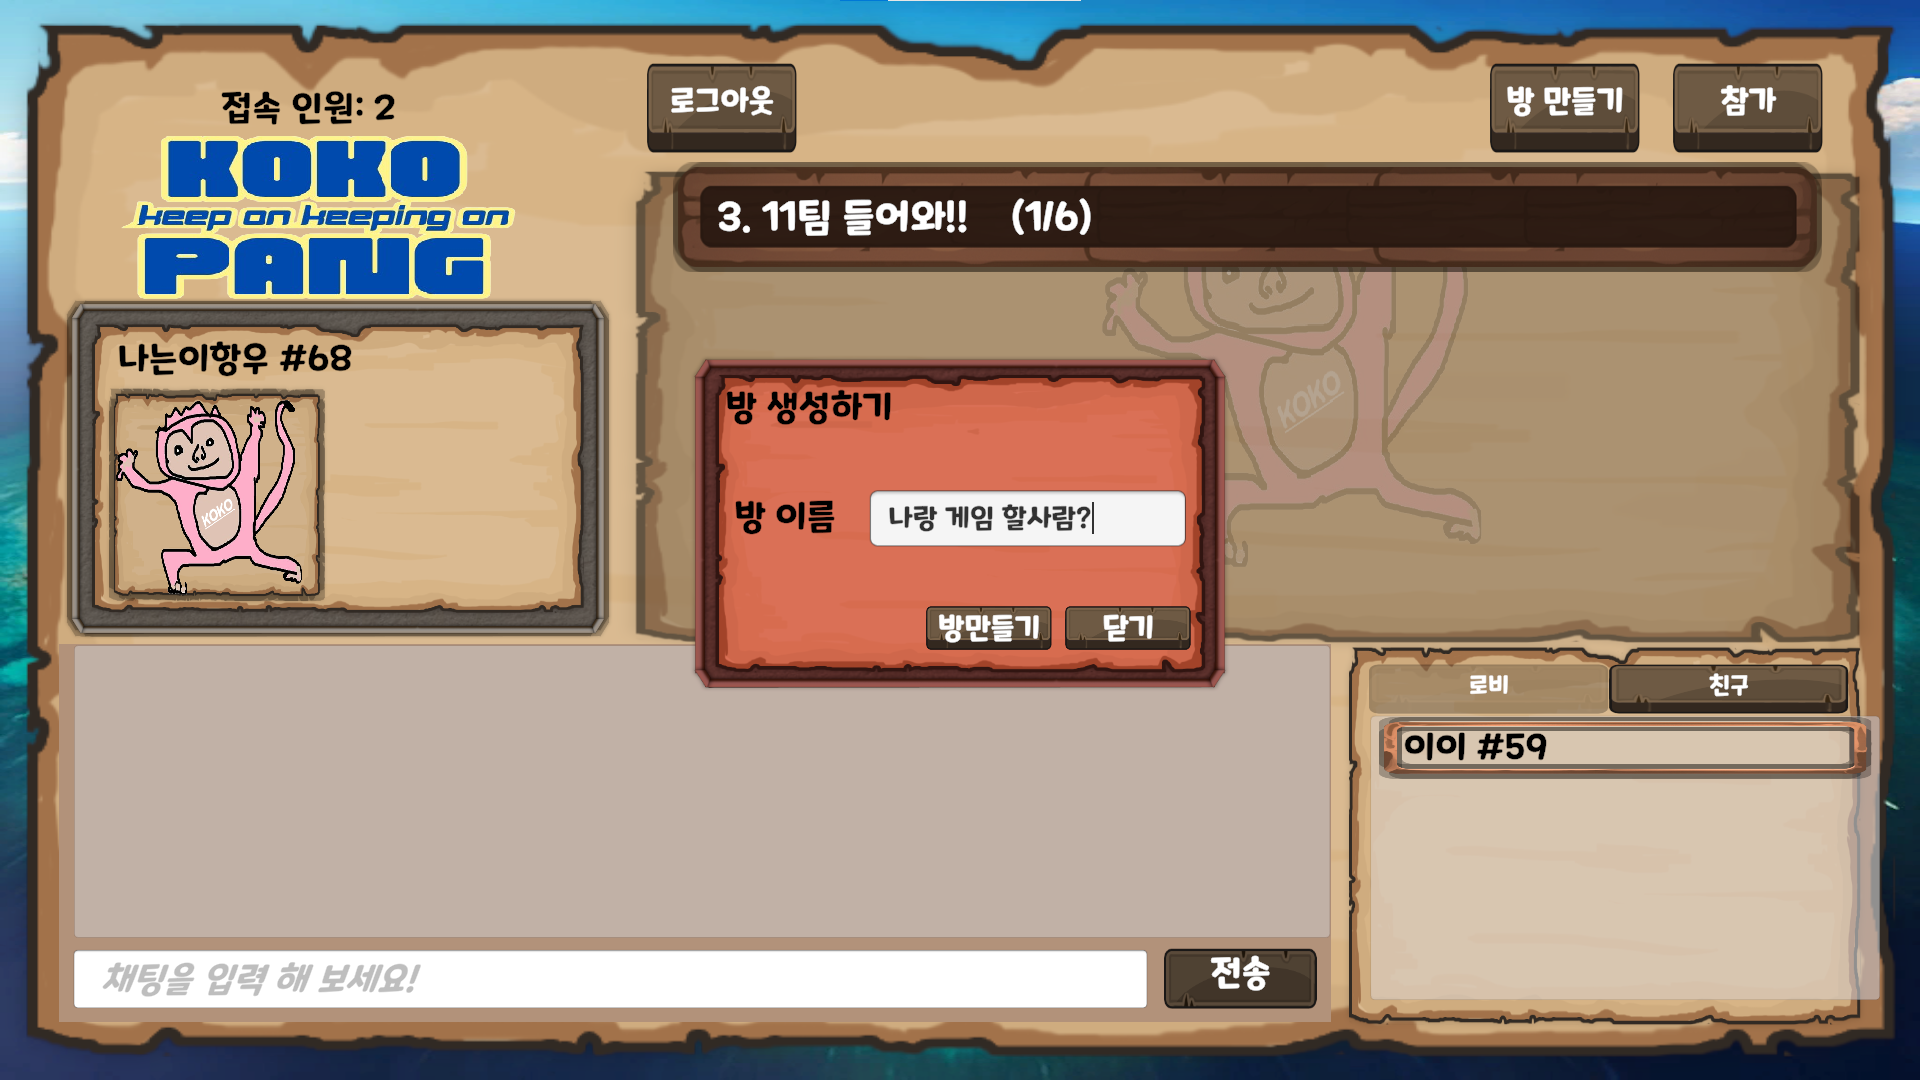 접속 인원: 2
KOKO
keep on keeping on
PANG
로그아웃
방 만들기
참가
3. 11팀 들어와!! (1/6)
나는이항우 #68
KOKO
KOKO
방 생성하기
방 이름
나랑 게임 할사람?
방만들기
닫기
로비
친구
이이 #59
채팅을 입력 해 보세요!
전송